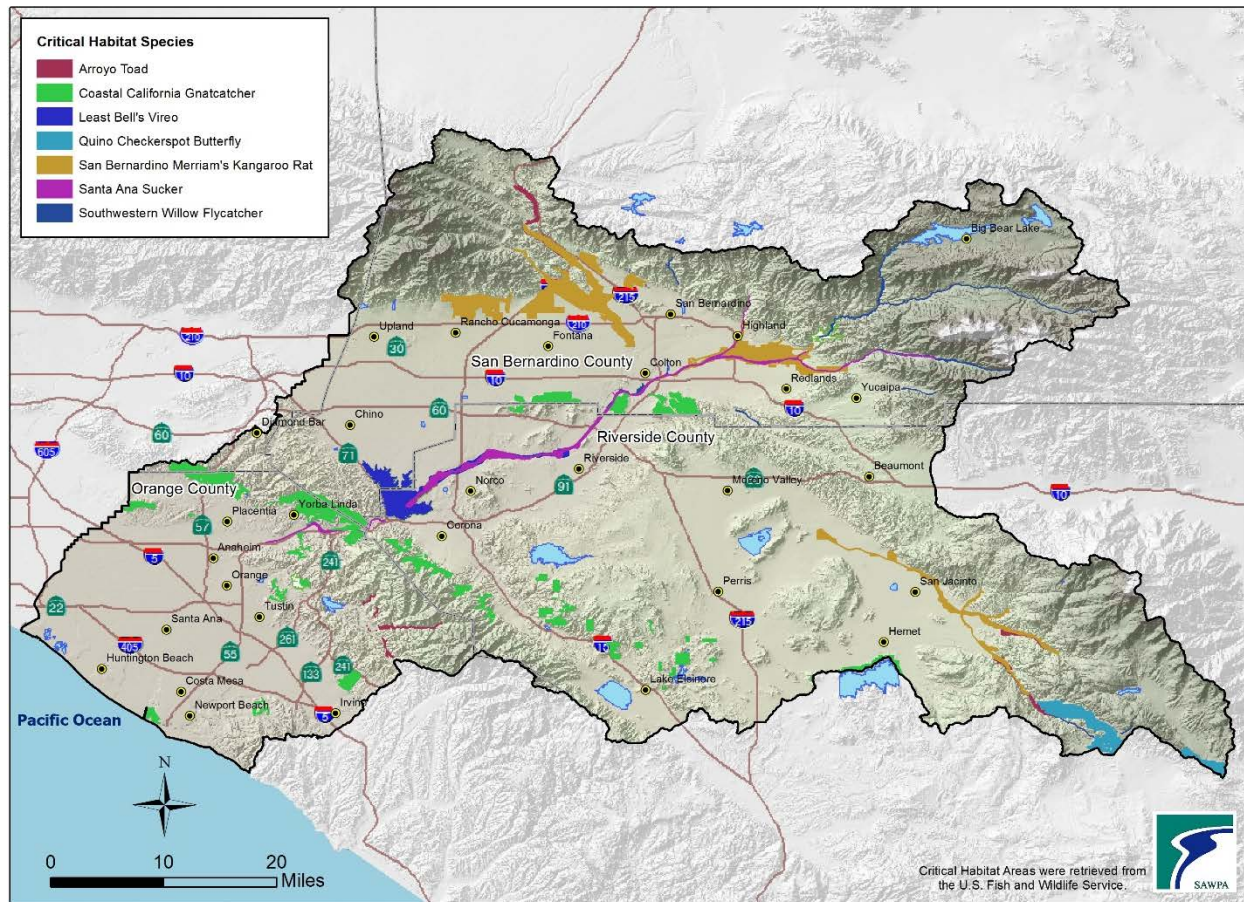 Critical Habitat Species
Arroyo Toad
Coastal California Gnatcatcher
Least Bell's Vireo
Quino Checkerspot Butterfly
San Bernardino Merriam's Kangaroo Rat
Santa Ana Sucker
Southwestern Willow Flycatcher
Big Bear Lake
215
San Bernardino
210
Upland
Rancho Cucamonga
210
Highland
30
Fontana
San Bernardino County
Colton
10
10
Redlands
Yucaipa
10
60
Chino
60
Diamond Bar
Riverside County
605
71
Riverside
Beaumont
Orange County
Norco
91
Moreno Valley
10
Placentia
Yorba Linda
57
Corona
5
Anaheim
241
Orange
Perris
San Jacinto
22
Tustin
215
Santa Ana
261
405
55
15
Hemet
Huntington Beach
133
241
Costa Mesa
Lake Elsinore
Pacific Ocean
Newport Beach
5
Irvin
N
0
10
20
Miles
Critical Habitat Areas were retrieved from
the U.S. Fish and Wildlife Service.
SAWPA